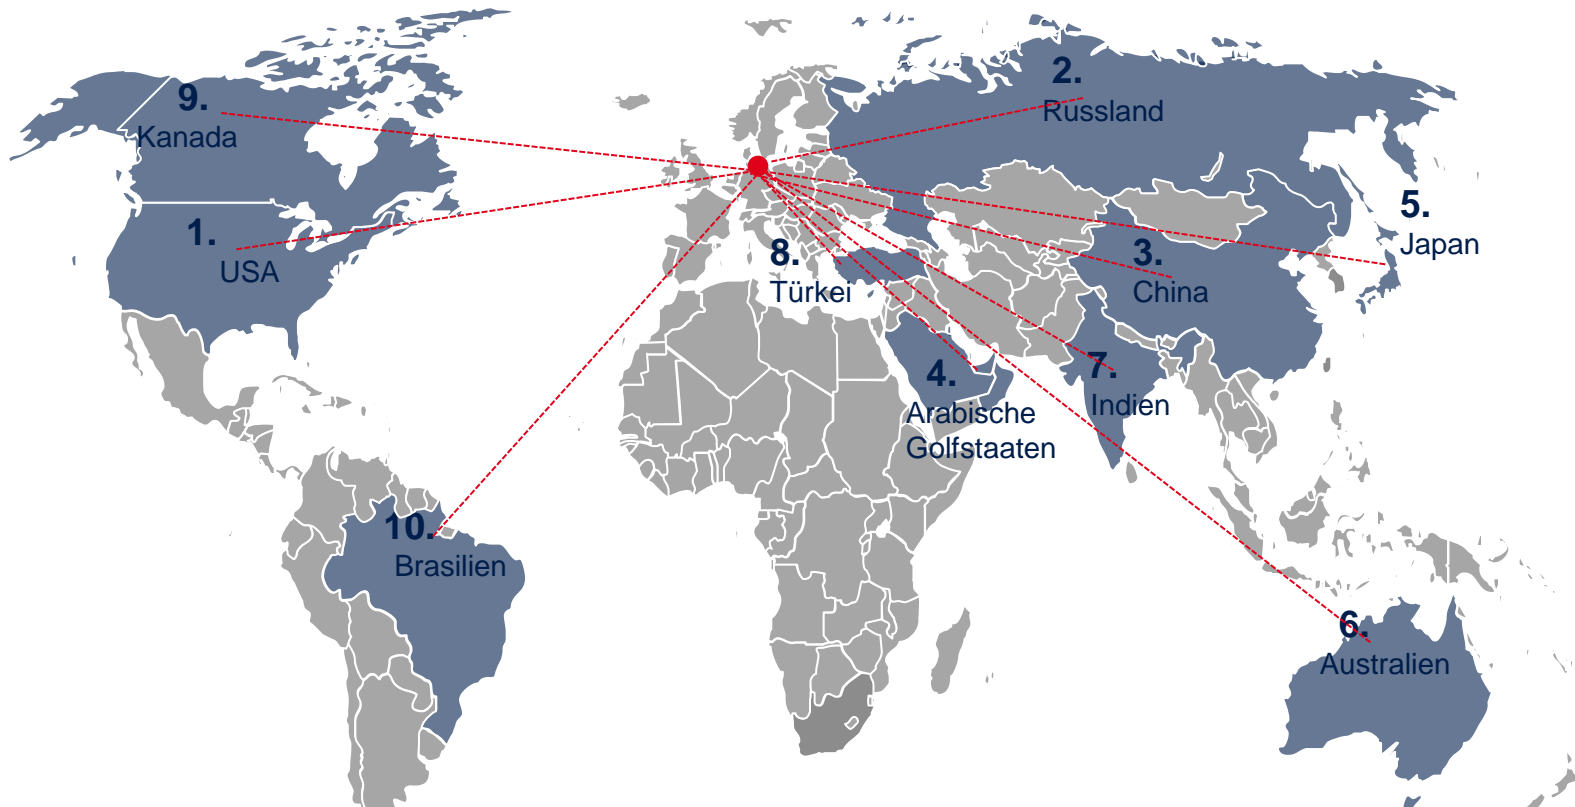 9.
Kanada
1.
USA
2.
Russland
5.
Japan
8.
Türkei
3.
China
4.
Arabische
Golfstaaten
7.
Indien
10.
Brasilien
6.
Australien